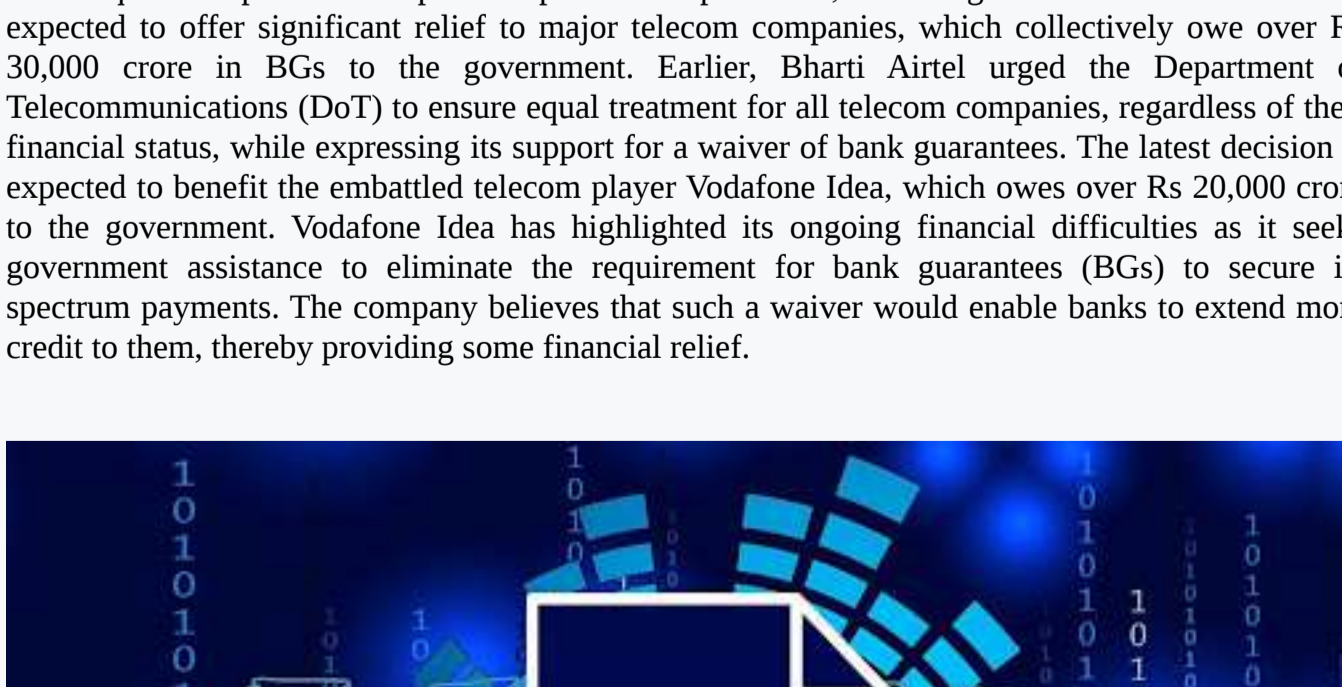 expected to offer significant relief to major telecom companies, which collectively owe over
30,000 crore in BGs to the government. Earlier, Bharti Airtel urged the Department
Telecommunications (DoT) to ensure equal treatment for all telecom companies, regardless of
financial status, while expressing its support for a waiver of bank guarantees. The latest decision
expected to benefit the embattled telecom player Vodafone Idea, which owes over Rs 20,000
to the government. Vodafone Idea has highlighted its ongoing financial difficulties as it
government assistance to eliminate the requirement for bank guarantees (BGs) to secure
spectrum payments. The company believes that such a waiver would enable banks to extend
credit to them, thereby providing some financial relief.